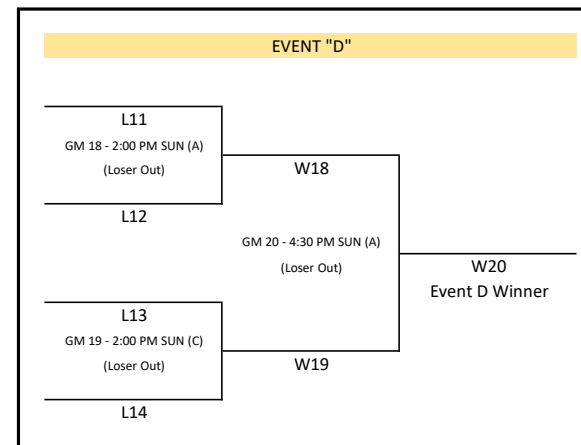 EVENT "D"
L11
GM 18 - 2:00 PM SUN (A)
(Loser Out)
W18
L12
GM 20 - 4:30 PM SUN (A)
(Loser Out)
W20
Event D Winner
L13
GM 19 - 2:00 PM SUN (C)
(Loser Out)
W19
L14